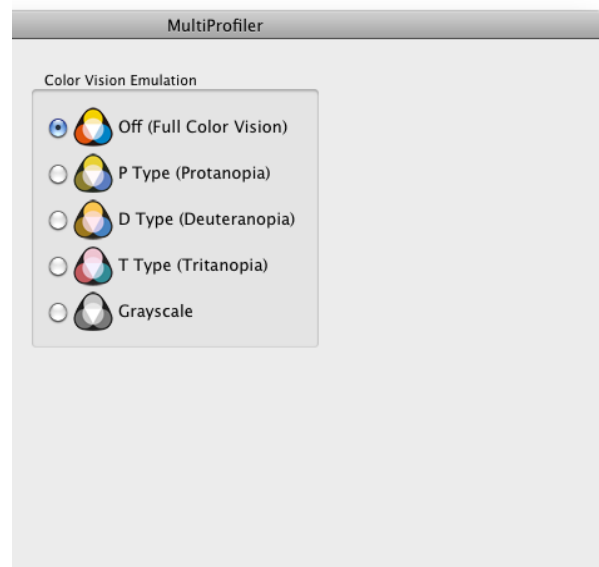 MultiProfiler
Color Vision Emulation
Off (Full Color Vision)
P Type (Protanopia)
D Type (Deuteranopia)
T Type (Tritanopia)
Grayscale